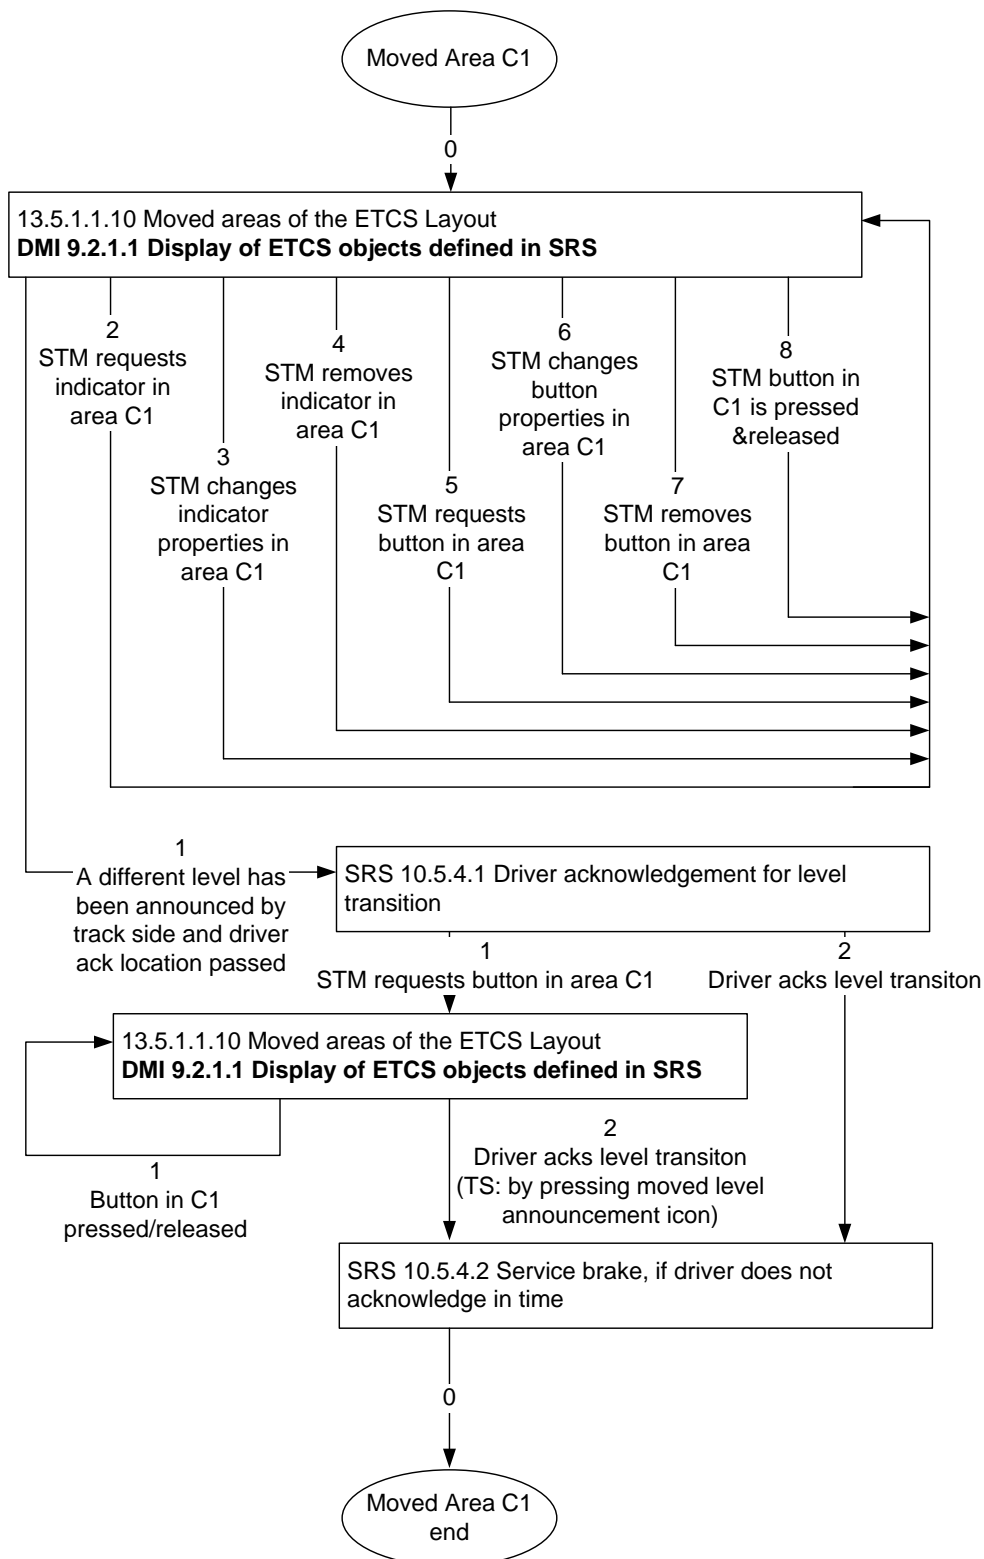 Moved Area C1
0
13.5.1.1.10 Moved areas of the ETCS Layout
DMI 9.2.1.1 Display of ETCS objects defined in SRS
2
STM requests
indicator in
area C1
3
STM changes
indicator
properties in
area C1
4
STM removes
indicator in
area C1
5
STM requests
button in area
C1
6
STM changes
button
properties in
area C1
7
STM removes
button in area
C1
8
STM button in
C1 is pressed
&released
1
A different level has
been announced by
track side and driver
ack location passed
SRS 10.5.4.1 Driver acknowledgement for level
transition
1
STM requests button in area C1
2
Driver acks level transiton
13.5.1.1.10 Moved areas of the ETCS Layout
DMI 9.2.1.1 Display of ETCS objects defined in SRS
1
Button in C1
pressed/released
2
Driver acks level transiton
(TS: by pressing moved level
announcement icon)
SRS 10.5.4.2 Service brake, if driver does not
acknowledge in time
0
Moved Area C1
end